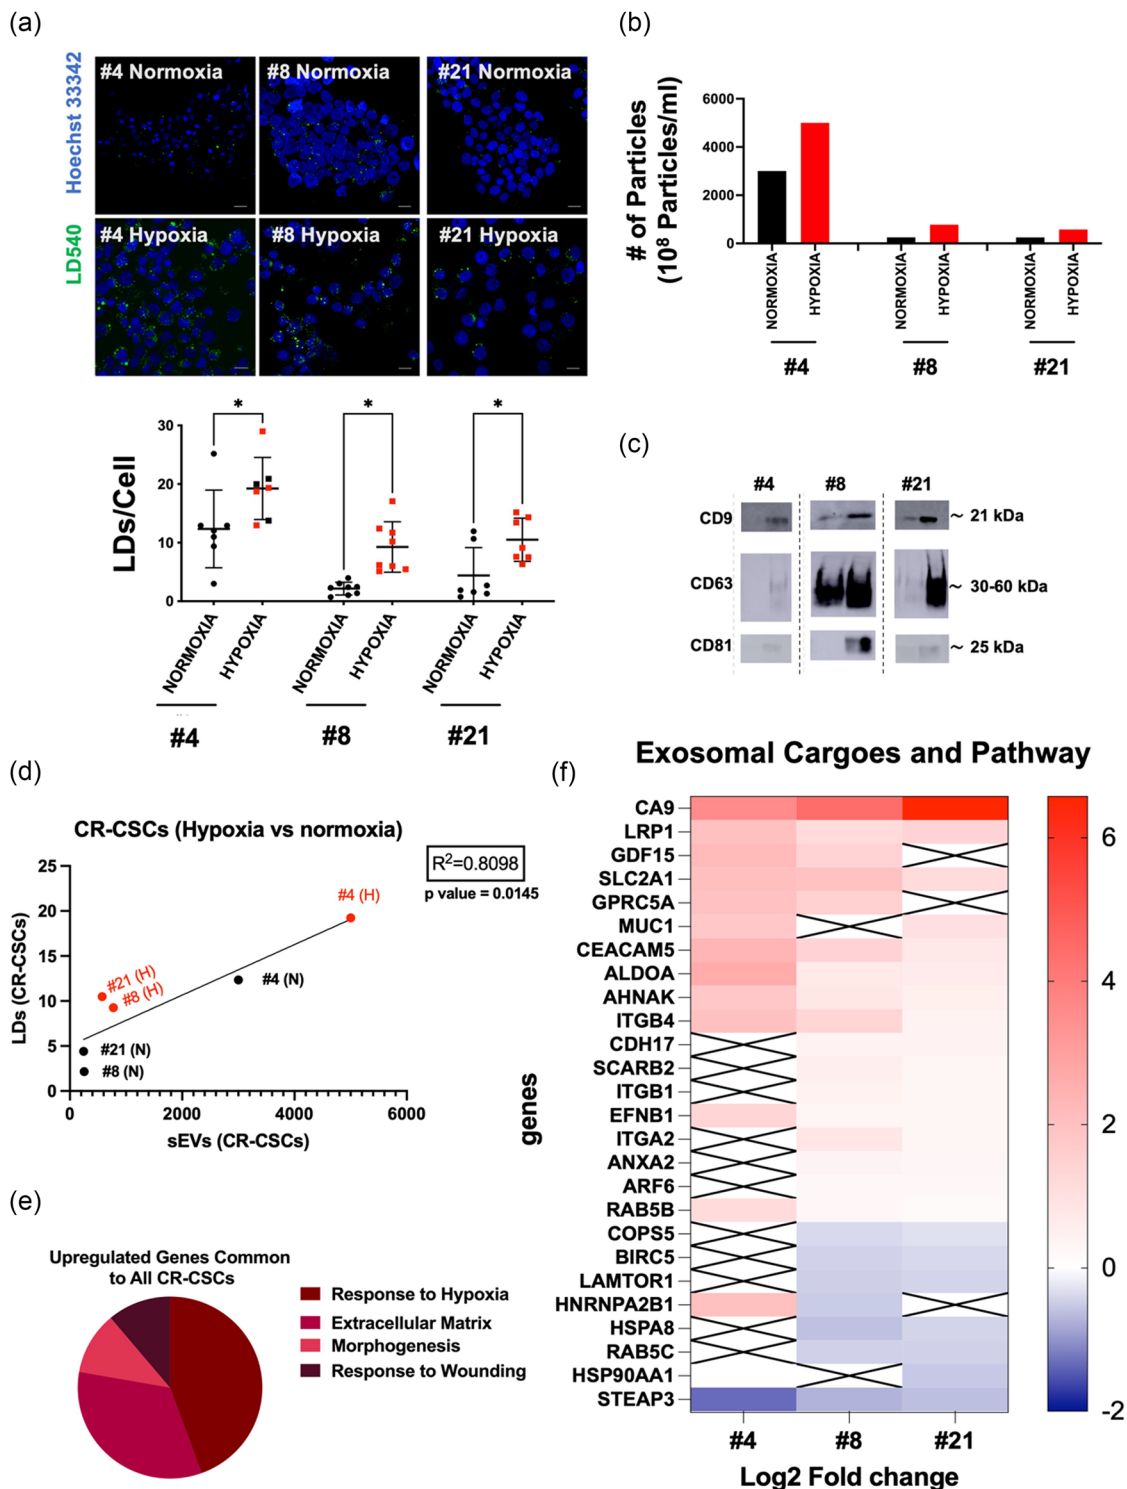 (a)
Hoechst 33342
LD540
#4 Normoxia
#8 Normoxia
#21 Normoxia
#4 Hypoxia
#8 Hypoxia
#21 Hypoxia
LDs/Cell
30
20
10
0
*
*
*
NORMOXIA
HYPOXIA
NORMOXIA
HYPOXIA
NORMOXIA
HYPOXIA
#4
#8
#21
(b)
# of Particles
(10⁸ Particles/ml)
6000
4000
2000
0
NORMOXIA
HYPOXIA
NORMOXIA
HYPOXIA
NORMOXIA
HYPOXIA
#4
#8
#21
(c)
#4
#8
#21
CD9
~ 21 kDa
CD63
~ 30-60 kDa
CD81
~ 25 kDa
(d)
CR-CSCs (Hypoxia vs normoxia)
R²=0.8098
p value = 0.0145
LDs (CR-CSCs)
25
20
15
10
5
0
#4 (H)
#4 (N)
#21 (H)
#8 (H)
#21 (N)
#8 (N)
0
2000
4000
6000
sEVs (CR-CSCs)
(e)
Upregulated Genes Common
to All CR-CSCs
Response to Hypoxia
Extracellular Matrix
Morphogenesis
Response to Wounding
(f)
Exosomal Cargoes and Pathway
genes
CA9
LRP1
GDF15
SLC2A1
GPRC5A
MUC1
CEACAM5
ALDOA
AHNAK
ITGB4
CDH17
SCARB2
ITGB1
EFNB1
ITGA2
ANXA2
ARF6
RAB5B
COPS5
BIRC5
LAMTOR1
HNRNPA2B1
HSPA8
RAB5C
HSP90AA1
STEAP3
#4
#8
#21
Log2 Fold change
6
4
2
0
-2